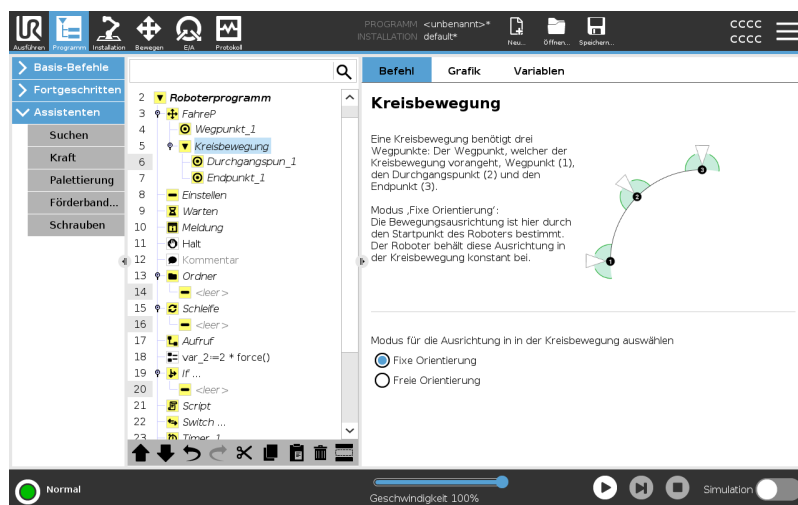 UR
PROGRAMM <unbenannt>*
INSTALLATION default*
CCCC
CCCC
Ausführen Programm Installation Bewegen E/A Protokoll Neu... Öffnen... Speichern...
Basis-Befehle
Fortgeschritten
Assistenten
Suchen
Kraft
Palettierung
Förderband...
Schrauben
2 Roboterprogramm
3 FahreP
4 Wegpunkt_1
5 Kreisbewegung
6 Durchgangspun_1
7 Endpunkt_1
8 Einstellen
9 Warten
10 Meldung
11 Halt
12 Kommentar
13 Ordner
14 <leer>
15 Schleife
16 <leer>
17 Aufruf
18 var_2≔2 * force()
19 If ...
20 <leer>
21 Script
22 Switch ...
23 Timer_1
Befehl Grafik Variablen
Kreisbewegung
Eine Kreisbewegung benötigt drei
Wegpunkte: Der Wegpunkt, welcher der
Kreisbewegung vorangeht, Wegpunkt (1),
den Durchgangspunkt (2) und den
Endpunkt (3).
Modus ‚Fixe Orientierung‘:
Die Bewegungsausrichtung ist hier durch
den Startpunkt des Roboters bestimmt.
Der Roboter behält diese Ausrichtung in
der Kreisbewegung konstant bei.
3
2
1
Modus für die Ausrichtung in in der Kreisbewegung auswählen
Fixe Orientierung
Freie Orientierung
Normal
Geschwindigkeit 100%
Simulation